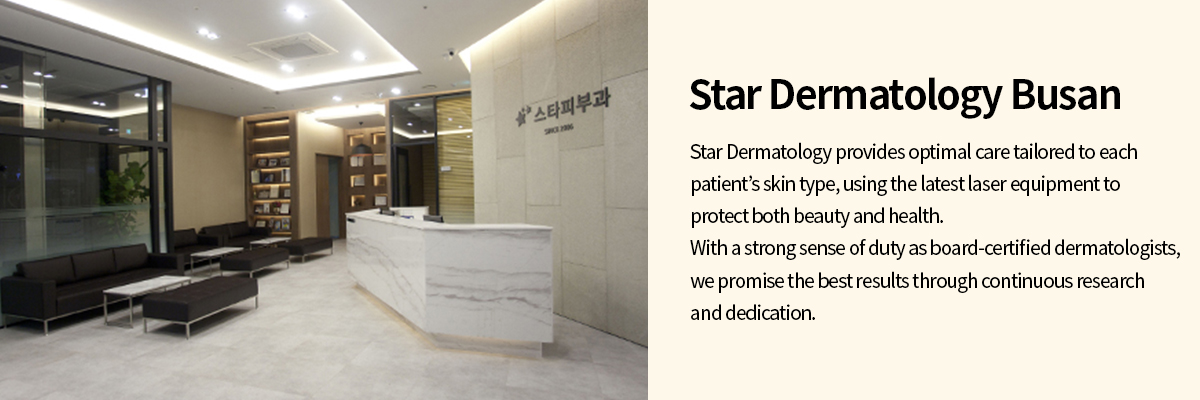 스타피부과
SINCE 2006
Star Dermatology Busan
Star Dermatology provides optimal care tailored to each
patient’s skin type, using the latest laser equipment to
protect both beauty and health.
With a strong sense of duty as board-certified dermatologists,
we promise the best results through continuous research
and dedication.